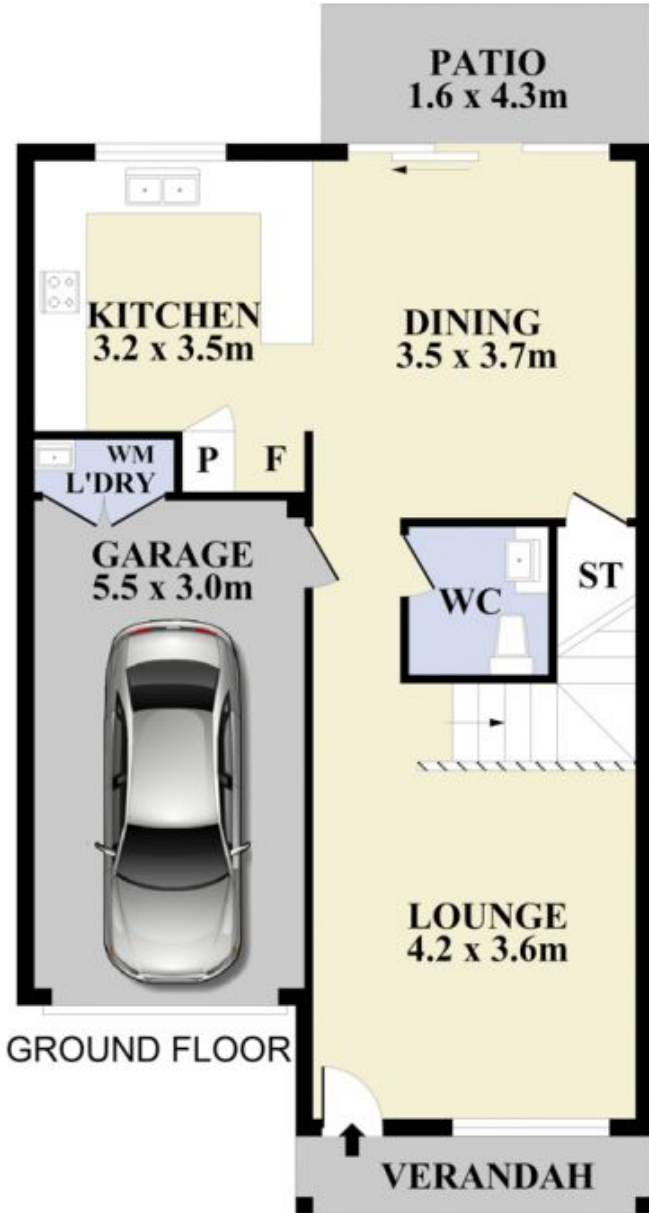 PATIO
1.6 x 4.3m
KITCHEN
3.2 x 3.5m
DINING
3.5 x 3.7m
WM
L'DRY
P
F
GARAGE
5.5 x 3.0m
WC
ST
LOUNGE
4.2 x 3.6m
GROUND FLOOR
VERANDAH